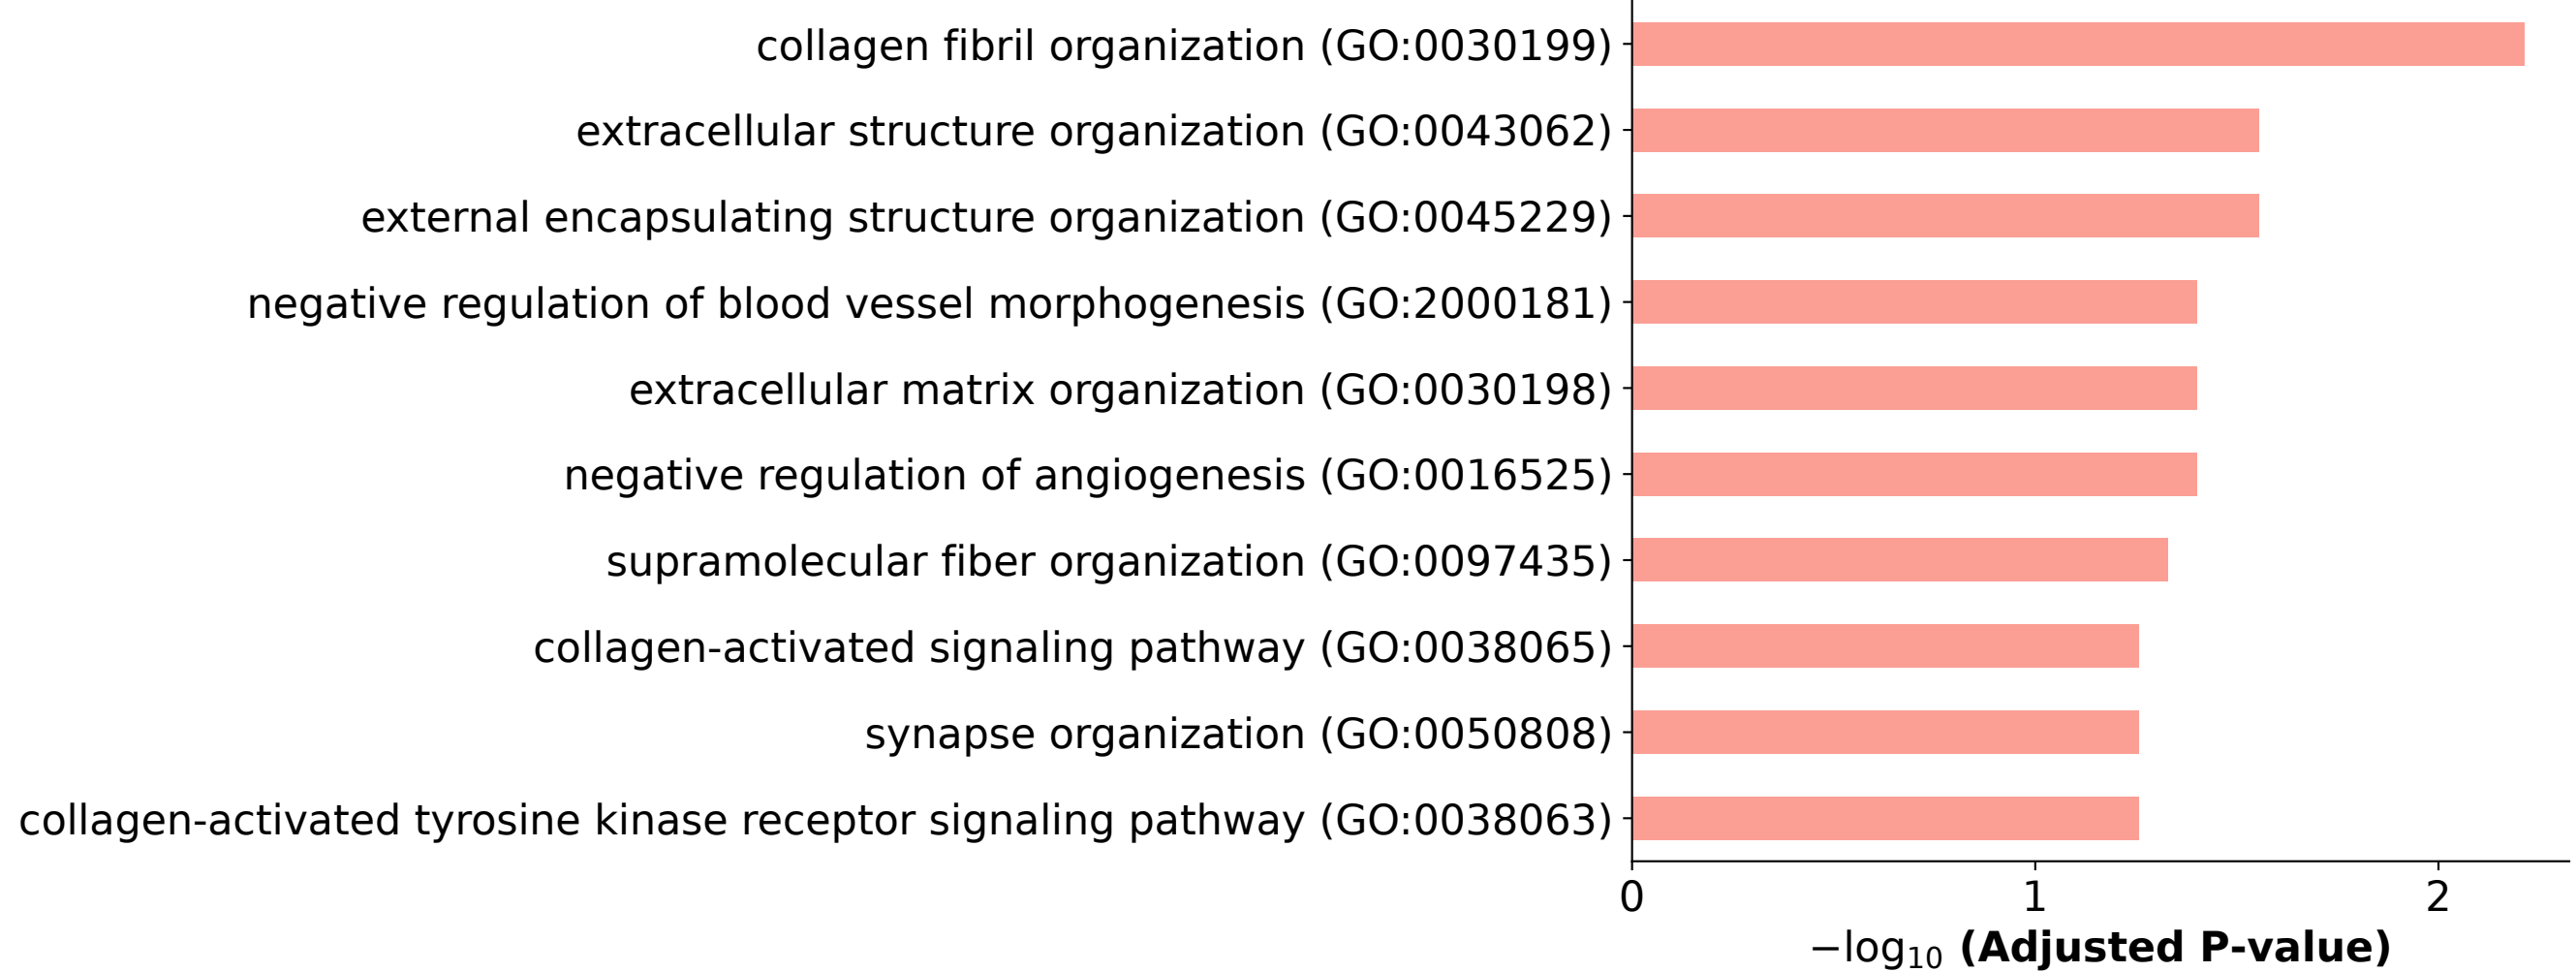 collagen fibril organization (GO:0030199)
extracellular structure organization (GO:0043062)
external encapsulating structure organization (GO:0045229)
negative regulation of blood vessel morphogenesis (GO:2000181)
extracellular matrix organization (GO:0030198)
negative regulation of angiogenesis (GO:0016525)
supramolecular fiber organization (GO:0097435)
collagen-activated signaling pathway (GO:0038065)
synapse organization (GO:0050808)
collagen-activated tyrosine kinase receptor signaling pathway (GO:0038063)
0 1 2
−log₁₀ (Adjusted P-value)